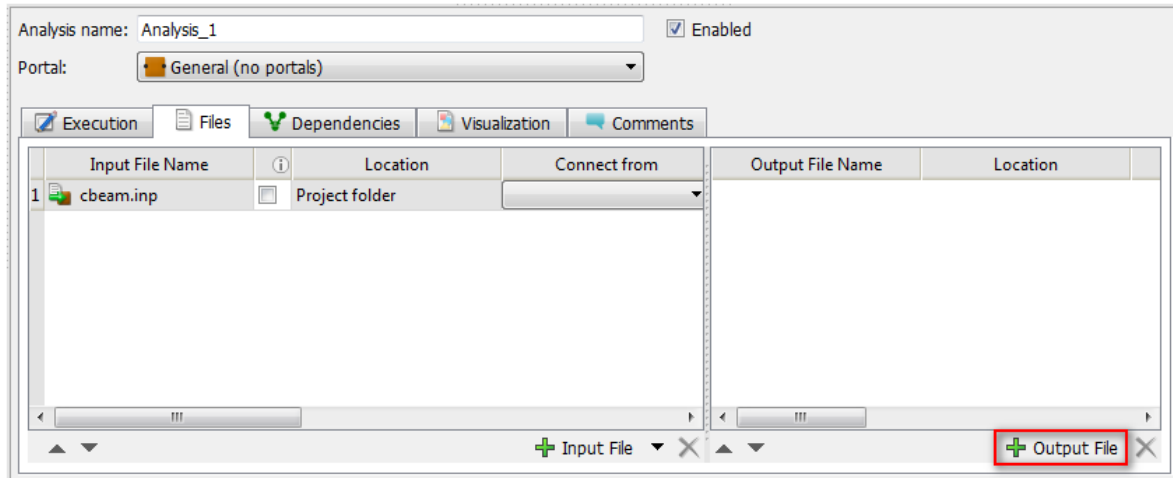 Analysis name: Analysis_1 Enabled
Portal: General (no portals)
Execution Files Dependencies Visualization Comments
Input File Name Location Connect from Output File Name Location
1 cbeam.inp Project folder
Input File Output File